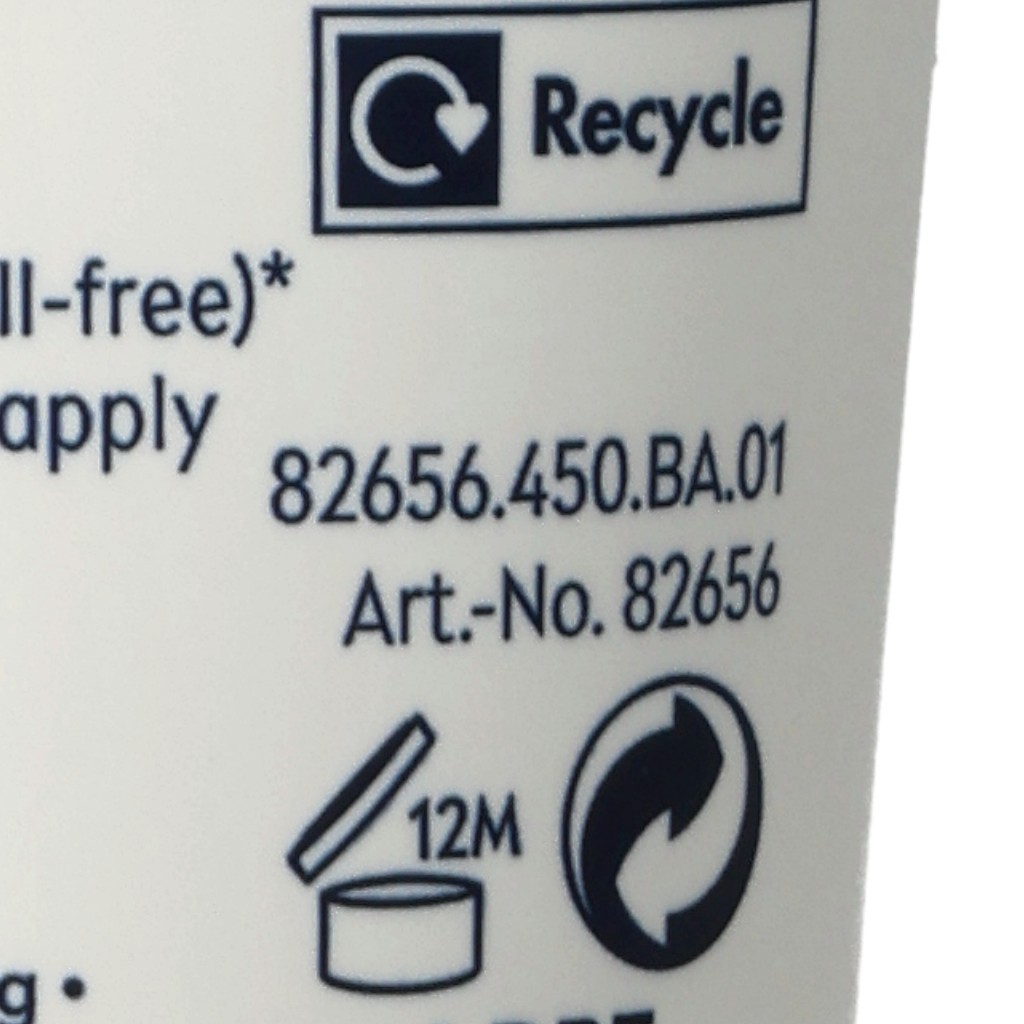 Recycle
ll-free)*
apply
82656.450.BA.01
Art.-No. 82656
12M
g •